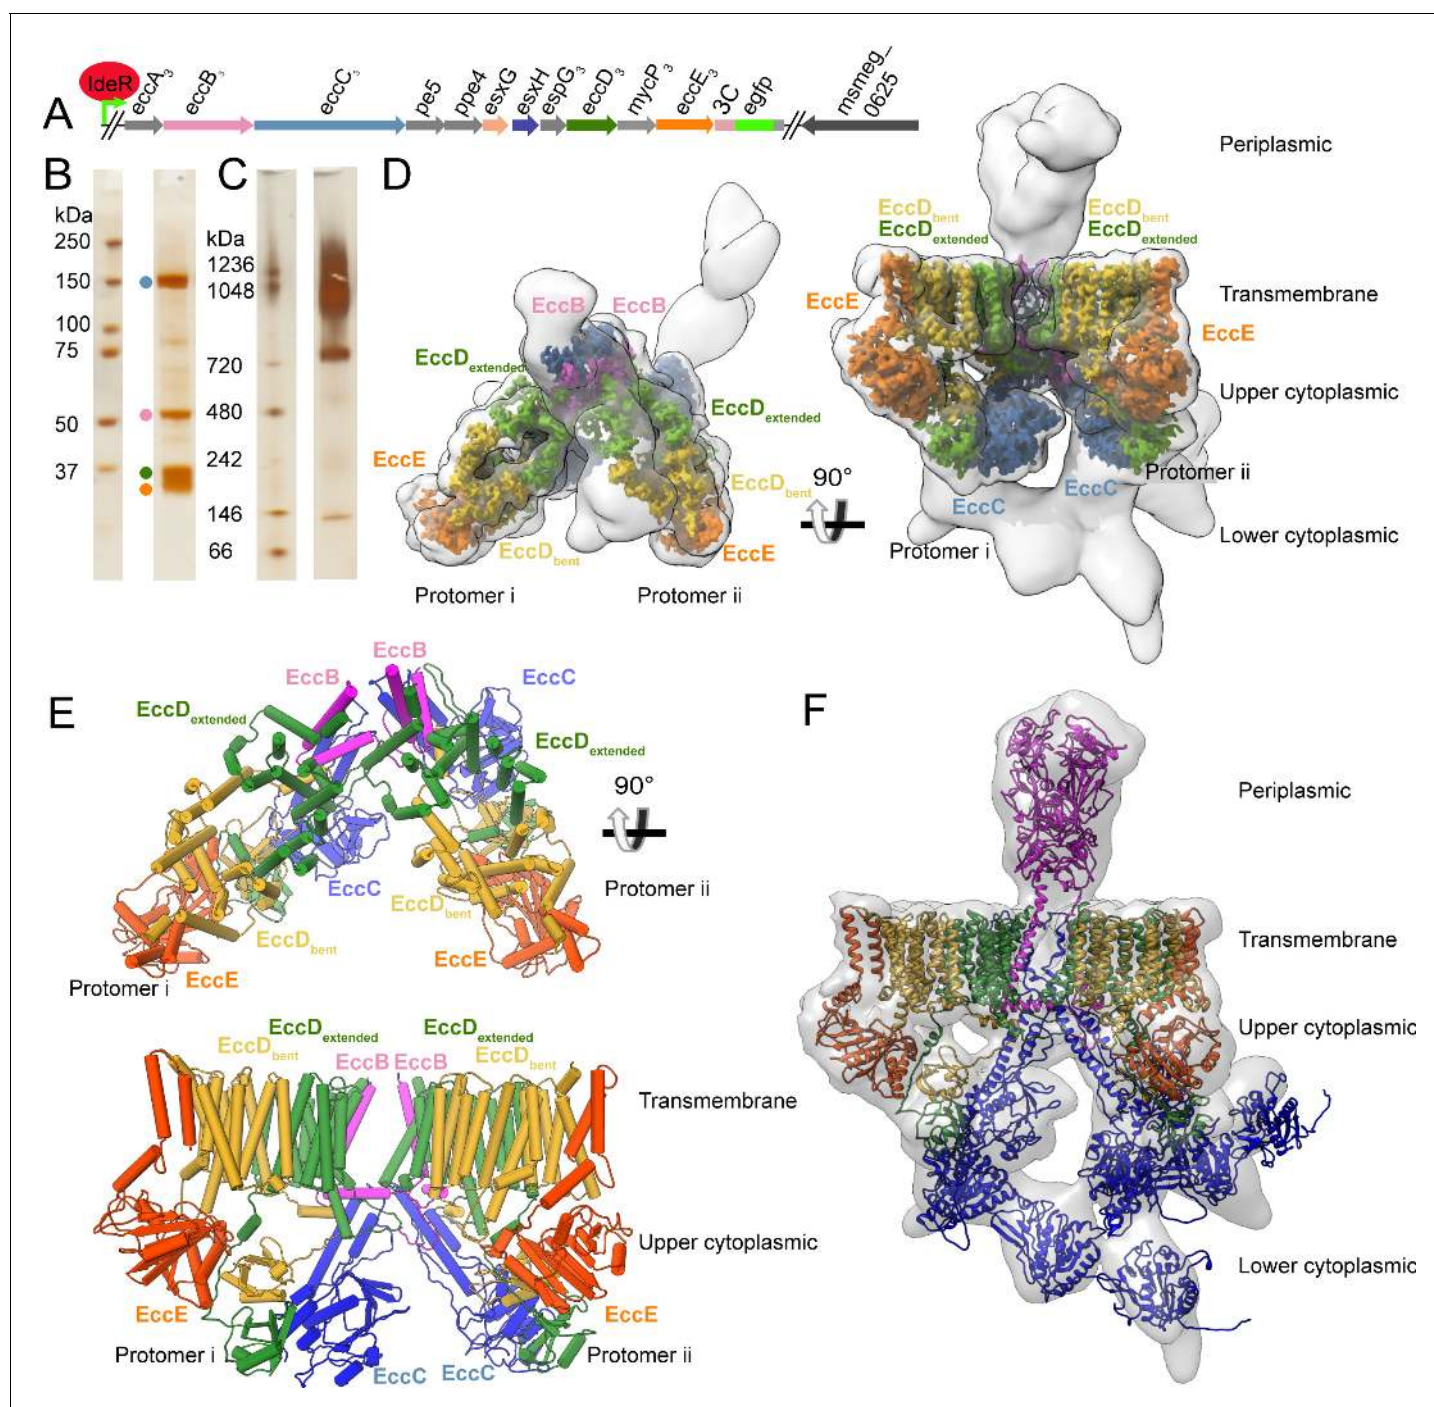 A
IdeR
eccA3
eccB3
eccC3
pe5
ppe4
esxG
esxH
espG3
eccD3
mycP3
eccE3
3C
egfp
msmeg_
0625
B
kDa
250
150
100
75
50
37
C
kDa
1236
1048
720
480
242
146
66
D
EccB
EccB
EccDextended
EccDextended
EccE
EccDbent
EccDbent
EccE
Protomer i
Protomer ii
90°
Periplasmic
EccDbent
EccDextended
EccDbent
EccDextended
EccE
Transmembrane
EccE
Upper cytoplasmic
Protomer ii
EccC
EccC
Protomer i
Lower cytoplasmic
E
EccB
EccB
EccC
EccDextended
EccDextended
90°
EccC
EccDbent
EccDbent
EccE
EccE
Protomer i
Protomer ii
EccDextended
EccDextended
EccDbent
EccB
EccB
EccDbent
Transmembrane
Upper cytoplasmic
EccE
EccE
Protomer i
Protomer ii
EccC
EccC
F
Periplasmic
Transmembrane
Upper cytoplasmic
Lower cytoplasmic